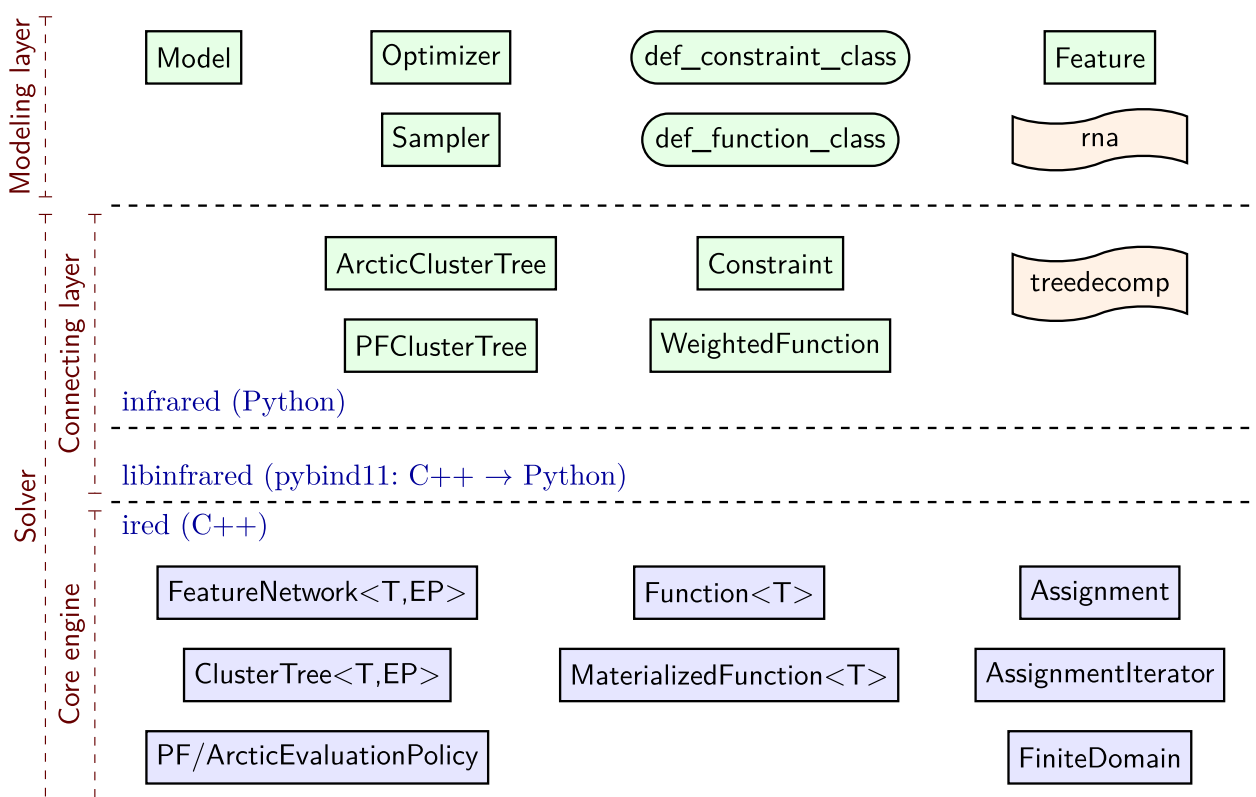 Modeling layer
Model
Optimizer
def_constraint_class
Feature
Sampler
def_function_class
rna
Solver
Connecting layer
ArcticClusterTree
Constraint
treedecomp
PFClusterTree
WeightedFunction
infrared (Python)
libinfrared (pybind11: C++ → Python)
Core engine
ired (C++)
FeatureNetwork<T,EP>
Function<T>
Assignment
ClusterTree<T,EP>
MaterializedFunction<T>
AssignmentIterator
PF/ArcticEvaluationPolicy
FiniteDomain